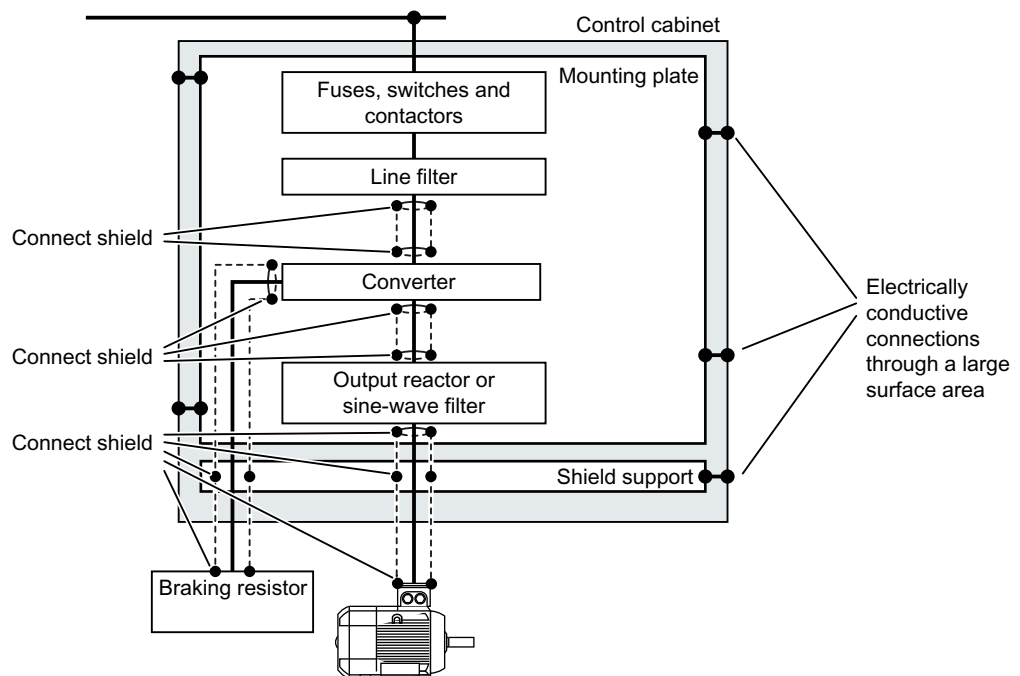 Control cabinet
Mounting plate
Fuses, switches and
contactors
Line filter
Connect shield
Converter
Electrically
conductive
connections
through a large
surface area
Connect shield
Output reactor or
sine-wave filter
Connect shield
Shield support
Braking resistor